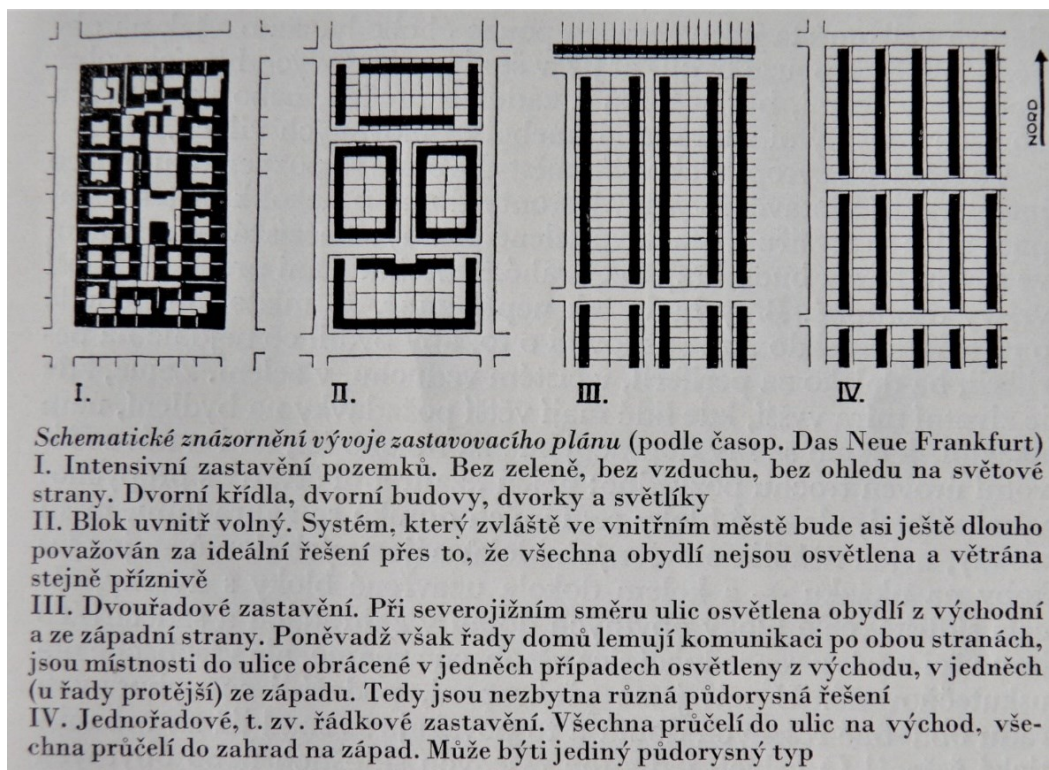 NORD
I. II. III. IV.
Schematické znázornění vývoje zastavovacího plánu (podle časop. Das Neue Frankfurt)
I. Intensivní zastavění pozemků. Bez zeleně, bez vzduchu, bez ohledu na světové
strany. Dvorní křídla, dvorní budovy, dvorky a světlíky
II. Blok uvnitř volný. Systém, který zvláště ve vnitřním městě bude asi ještě dlouho
považován za ideální řešení přes to, že všechna obydlí nejsou osvětlena a větrána
stejně příznivě
III. Dvouřadové zastavění. Při severojižním směru ulic osvětlena obydlí z východní
a ze západní strany. Poněvadž však řady domů lemují komunikaci po obou stranách,
jsou místnosti do ulice obrácené v jedněch případech osvětleny z východu, v jedněch
(u řady protější) ze západu. Tedy jsou nezbytna různá půdorysná řešení
IV. Jednořadové, t. zv. řádkové zastavění. Všechna průčelí do ulic na východ, vše-
chna průčelí do zahrad na západ. Může býti jediný půdorysný typ